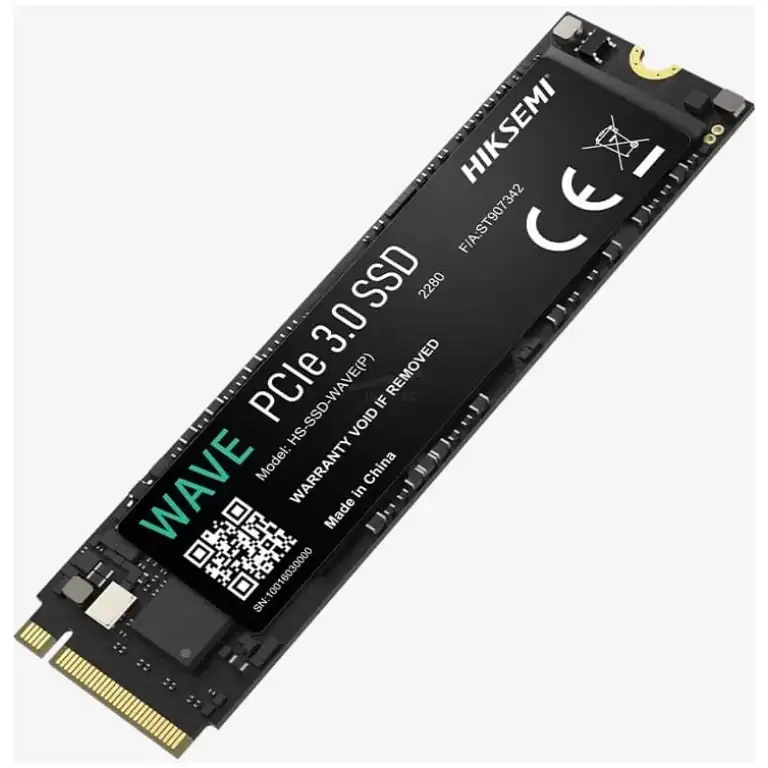 HIKSEMI
CE
F/A:ST907342
2280
WAVE PCIe 3.0 SSD
Model: HS-SSD-WAVE(P)
WARRANTY VOID IF REMOVED
Made in China
SN:10016030000